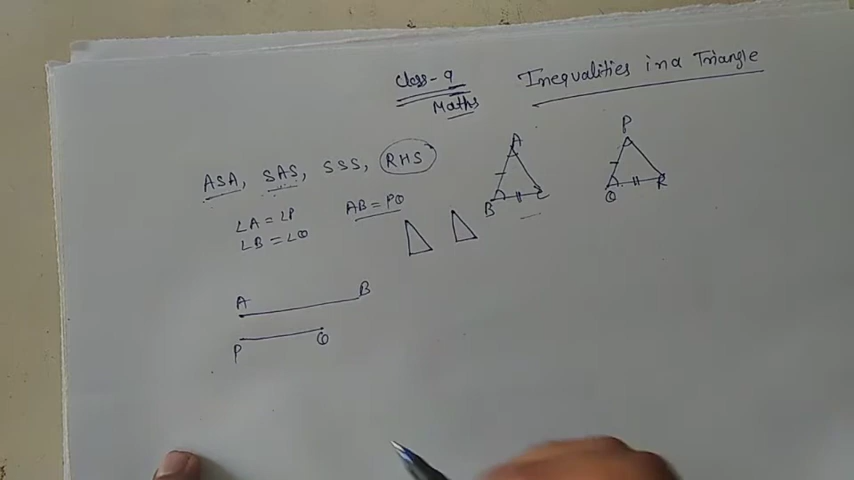 Class-9
Maths
Inequalities in a Triangle
ASA, SAS, SSS, RHS
∠A = ∠P
∠B = ∠Q
AB = PQ
A
B
C
P
Q
R
A
B
P
Q